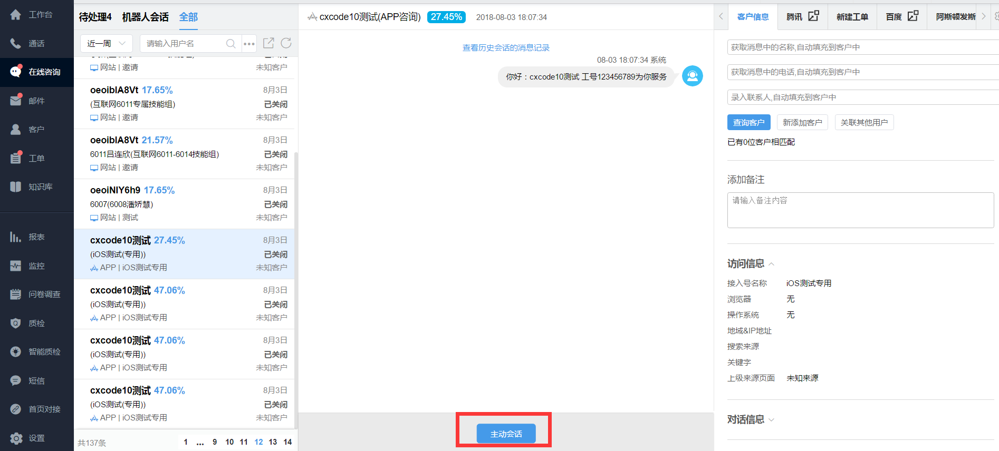 工作台
通话
在线咨询
邮件
客户
工单
知识库
报表
监控
问卷调查
质检
智能质检
短信
首页对接
设置
待处理4 机器人会话 全部
近一周 请输入用户名
网站 | 邀请 未知客户
oeoiblA8Vt 17.65% 8月3日
(互联网6011专属技能组) 已关闭
网站 | 邀请 未知客户
oeoiblA8Vt 21.57% 8月3日
6011吕连欣(互联网6011-6014技能组) 已关闭
网站 | 邀请 未知客户
oeoiNlY6h9 17.65% 8月3日
6007(6008潘娇慧) 已关闭
网站 | 测试 未知客户
cxcode10测试 27.45% 8月3日
(iOS测试(专用)) 已关闭
APP | iOS测试专用 未知客户
cxcode10测试 47.06% 8月3日
(iOS测试(专用)) 已关闭
APP | iOS测试专用 未知客户
cxcode10测试 47.06% 8月3日
(iOS测试(专用)) 已关闭
APP | iOS测试专用 未知客户
cxcode10测试 47.06% 8月3日
(iOS测试(专用)) 已关闭
APP | iOS测试专用 未知客户
共137条 1 ... 9 10 11 12 13 14
cxcode10测试(APP咨询) 27.45% 2018-08-03 18:07:34
查看历史会话的消息记录
08-03 18:07:34 系统
你好：cxcode10测试 工号123456789为你服务
主动会话
客户信息 腾讯 新建工单 百度 阿斯顿发斯
获取消息中的名称,自动填充到客户中
获取消息中的电话,自动填充到客户中
录入联系人,自动填充到客户中
查询客户 新添加客户 关联其他用户
已有0位客户相匹配
添加备注
请输入备注内容
访问信息
接入号名称 iOS测试专用
浏览器 无
操作系统 无
地域&IP地址
搜索来源
关键字
上级来源页面 未知来源
对话信息